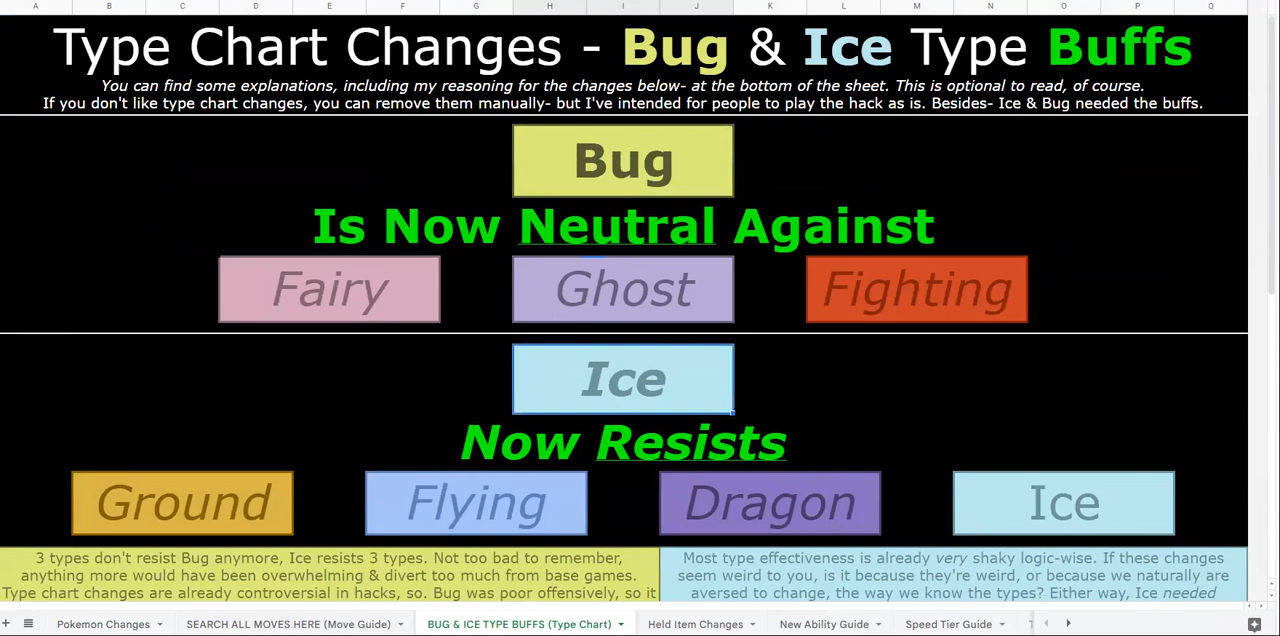 A B C D E F G H I J K L M N O P Q
Type Chart Changes - Bug & Ice Type Buffs
You can find some explanations, including my reasoning for the changes below- at the bottom of the sheet. This is optional to read, of course.
If you don't like type chart changes, you can remove them manually- but I've intended for people to play the hack as is. Besides- Ice & Bug needed the buffs.
Bug
Is Now Neutral Against
Fairy Ghost Fighting
Ice
Now Resists
Ground Flying Dragon Ice
3 types don't resist Bug anymore, Ice resists 3 types. Not too bad to remember,
anything more would have been overwhelming & divert too much from base games.
Type chart changes are already controversial in hacks, so. Bug was poor offensively, so it
Most type effectiveness is already very shaky logic-wise. If these changes
seem weird to you, is it because they're weird, or because we naturally are
aversed to change, the way we know the types? Either way, Ice needed
Pokemon Changes SEARCH ALL MOVES HERE (Move Guide) BUG & ICE TYPE BUFFS (Type Chart) Held Item Changes New Ability Guide Speed Tier Guide